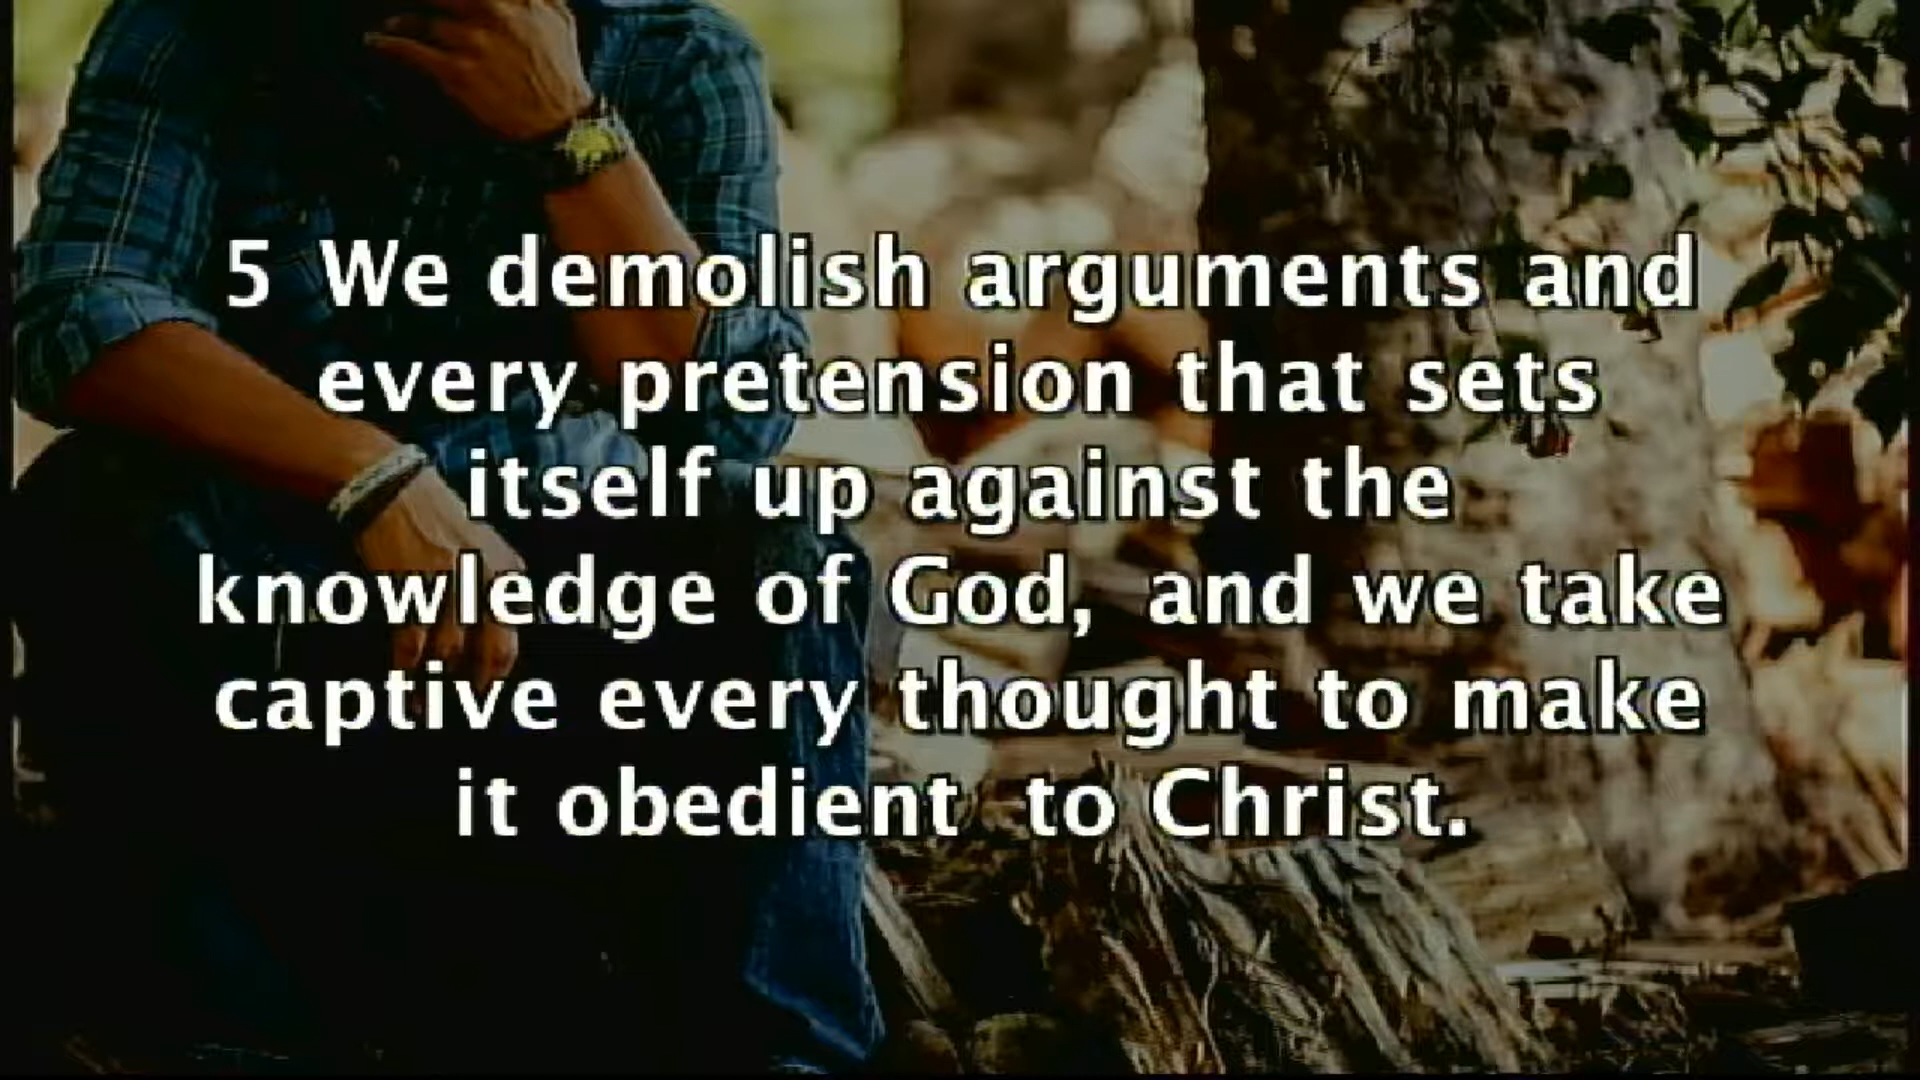 5 We demolish arguments and
every pretension that sets
itself up against the
knowledge of God, and we take
captive every thought to make
it obedient to Christ.